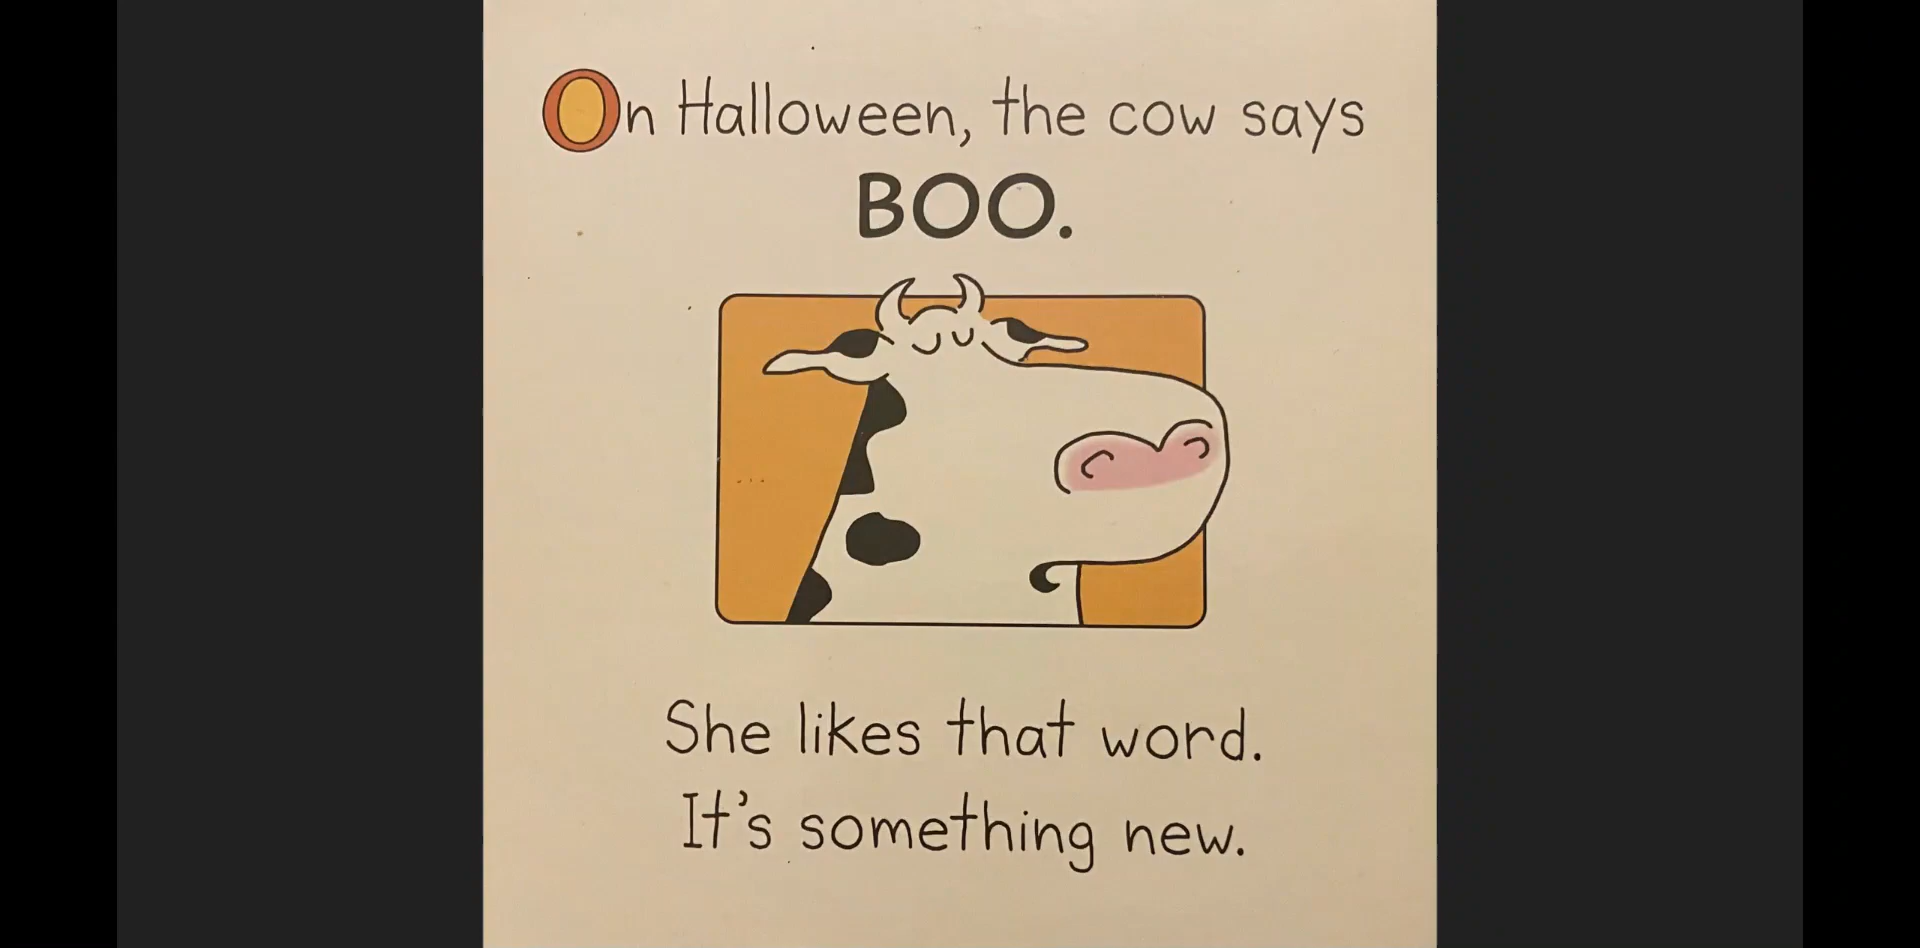 On Halloween, the cow says
BOO.
She likes that word.
It's something new.